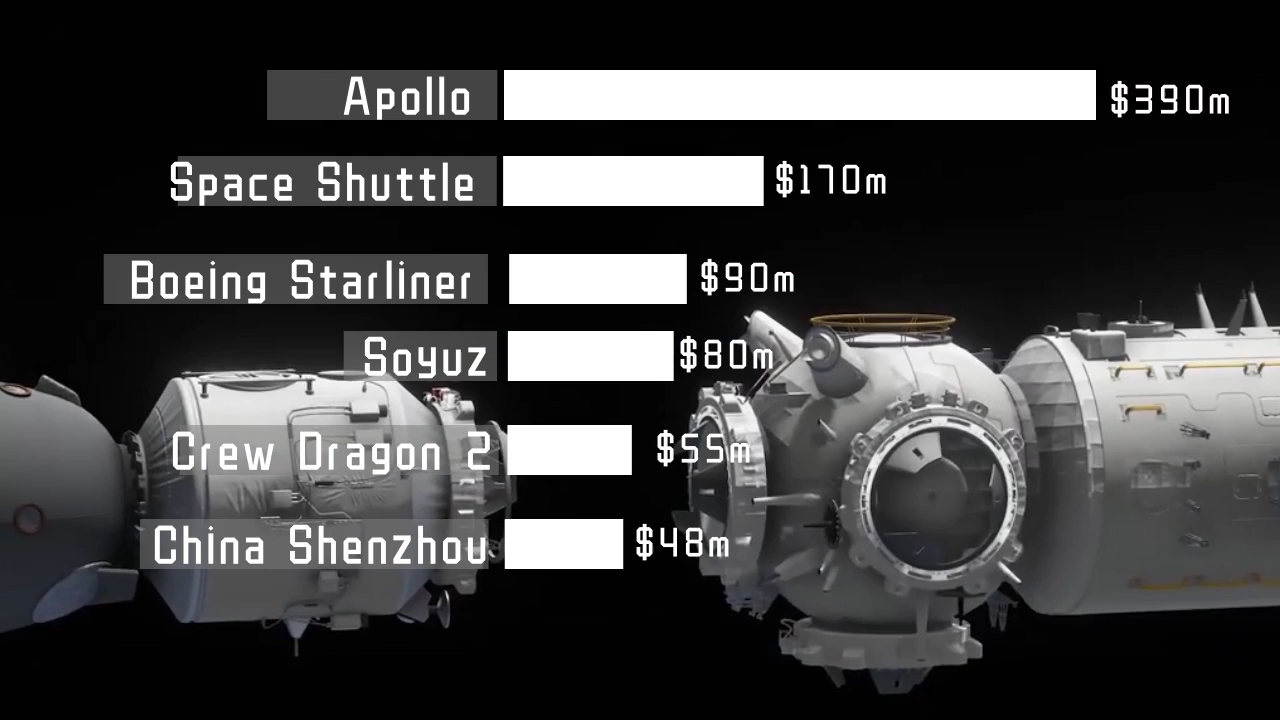 Apollo $390m
Space Shuttle $170m
Boeing Starliner $90m
Soyuz $80m
Crew Dragon 2 $55m
China Shenzhou $48m